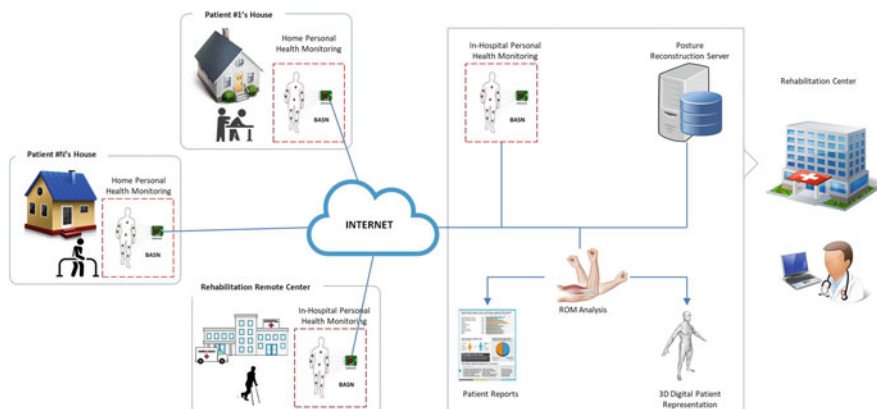 Patient #1's House
Home Personal
Health Monitoring
BASN
Patient #N's House
Home Personal
Health Monitoring
BASN
INTERNET
Rehabilitation Remote Center
In-Hospital Personal
Health Monitoring
HOSPITAL
AMBULANCE
BASN
In-Hospital Personal
Health Monitoring
BASN
Posture
Reconstruction Server
ROM Analysis
Patient Reports
3D Digital Patient
Representation
Rehabilitation Center